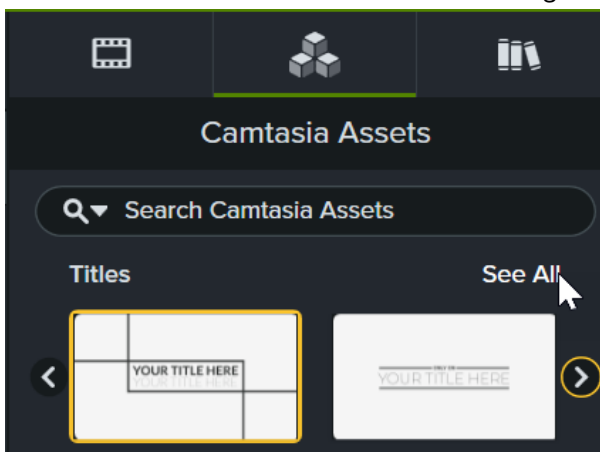 Camtasia Assets
Search Camtasia Assets
Titles
See All
YOUR TITLE HERE
YOUR TITLE HERE
YOUR TITLE HERE